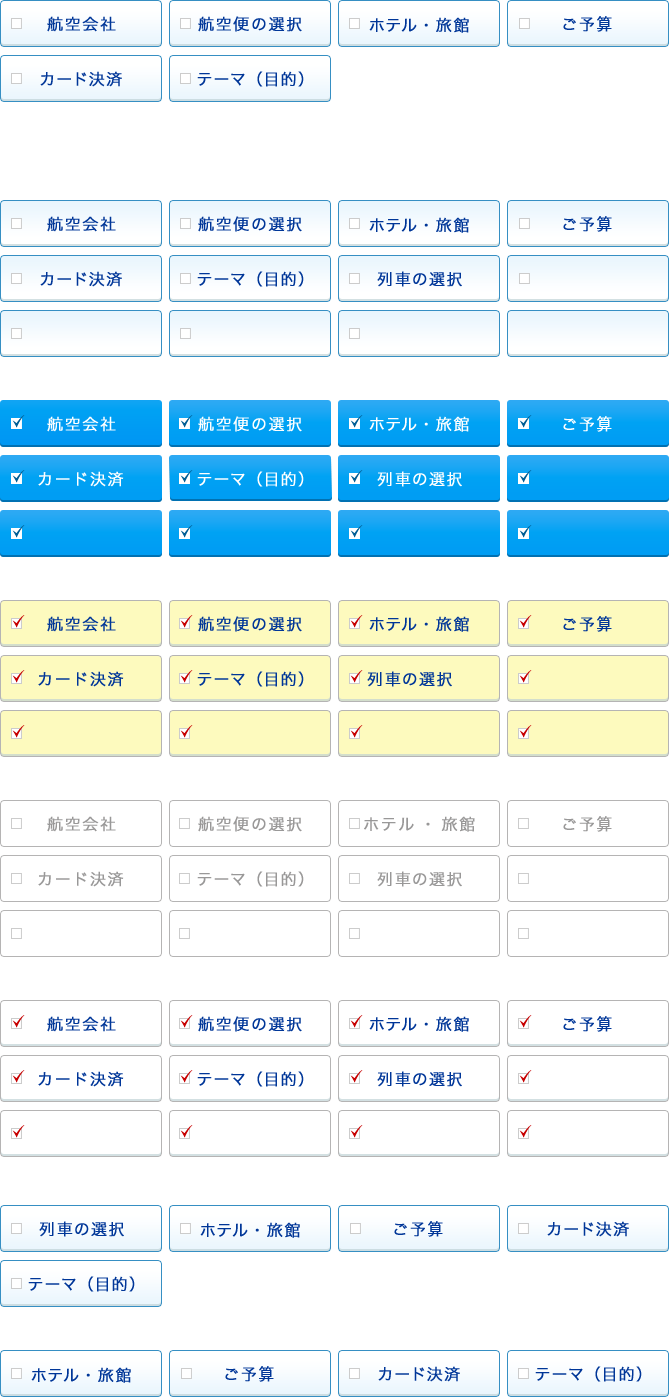 航空会社 航空便の選択 ホテル・旅館 ご予算
カード決済 テーマ（目的）
航空会社 航空便の選択 ホテル・旅館 ご予算
カード決済 テーマ（目的） 列車の選択
航空会社 航空便の選択 ホテル・旅館 ご予算
カード決済 テーマ（目的） 列車の選択
航空会社 航空便の選択 ホテル・旅館 ご予算
カード決済 テーマ（目的） 列車の選択
航空会社 航空便の選択 ホテル ・ 旅館 ご予算
カード決済 テーマ（目的） 列車の選択
航空会社 航空便の選択 ホテル・旅館 ご予算
カード決済 テーマ（目的） 列車の選択
列車の選択 ホテル・旅館 ご予算 カード決済
テーマ（目的）
ホテル・旅館 ご予算 カード決済 テーマ（目的）